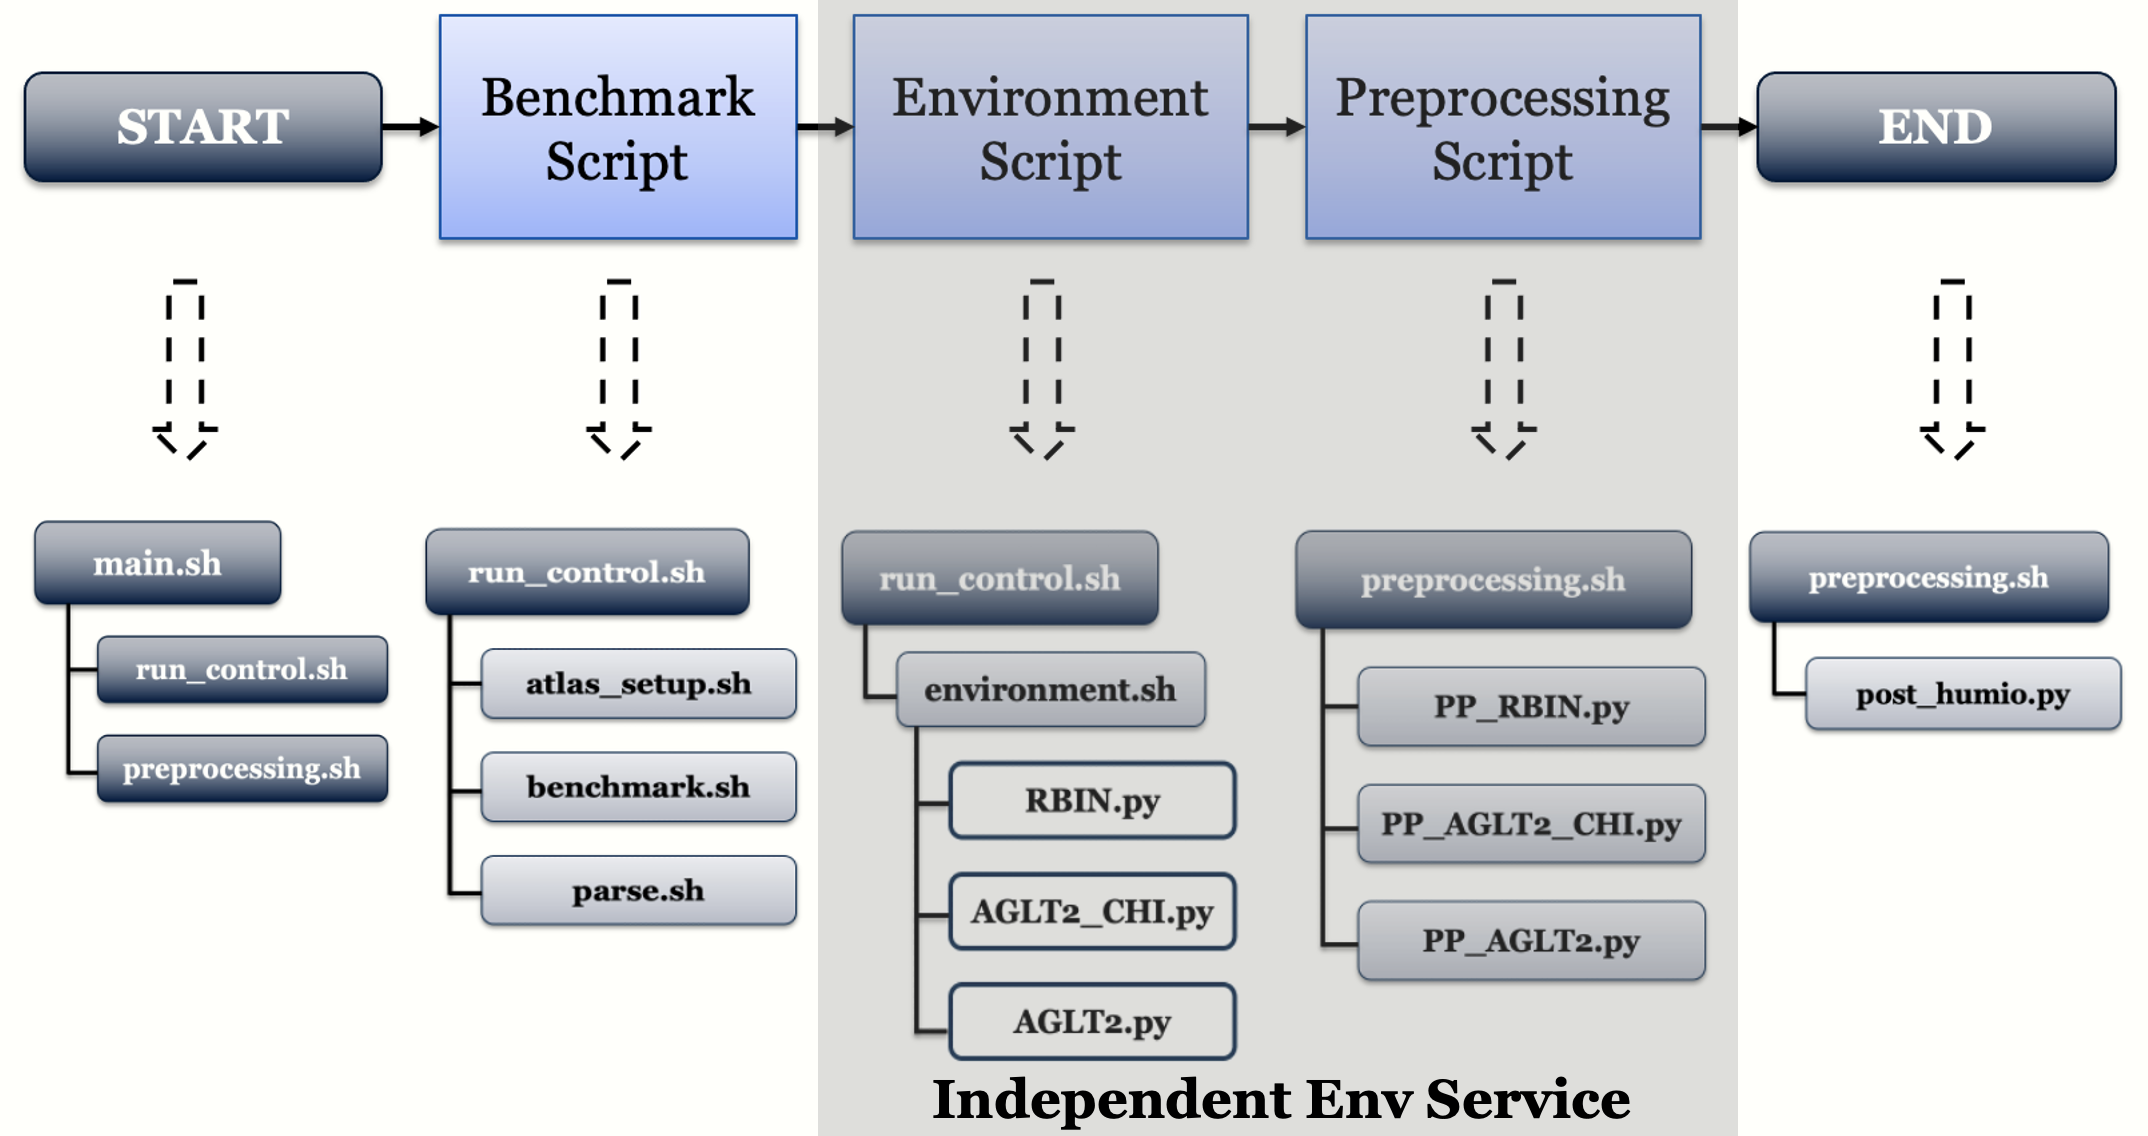 START
Benchmark
Script
Environment
Script
Preprocessing
Script
END
main.sh
run_control.sh
preprocessing.sh
run_control.sh
atlas_setup.sh
benchmark.sh
parse.sh
run_control.sh
environment.sh
RBIN.py
AGLT2_CHI.py
AGLT2.py
preprocessing.sh
PP_RBIN.py
PP_AGLT2_CHI.py
PP_AGLT2.py
preprocessing.sh
post_humio.py
Independent Env Service